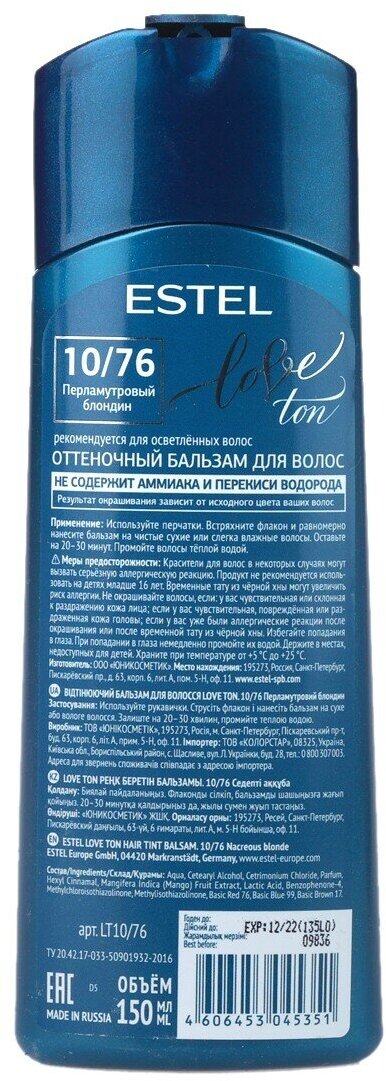 ESTEL
10/76
Перламутровый
блондин
love
ton
рекомендуется для осветлённых волос
ОТТЕНОЧНЫЙ БАЛЬЗАМ ДЛЯ ВОЛОС
НЕ СОДЕРЖИТ АММИАКА И ПЕРЕКИСИ ВОДОРОДА
Результат окрашивания зависит от исходного цвета ваших волос
Применение: Используйте перчатки. Встряхните флакон и равномерно
нанесите бальзам на чистые сухие или слегка влажные волосы. Оставьте
на 20–30 минут. Промойте волосы тёплой водой.
Меры предосторожности: Красители для волос в некоторых случаях могут
вызвать серьёзную аллергическую реакцию. Продукт не рекомендуется исполь-
зовать на детях младше 16 лет. Временные тату из чёрной хны могут увеличить
риск аллергии. Не окрашивайте волосы, если: у вас чувствительная или склонная
к раздражению кожа лица; если у вас чувствительная, повреждённая или раз-
дражённая кожа головы; если у вас уже были аллергические реакции после
окрашивания или после временной тату из чёрной хны. Избегайте попадания
в глаза. При попадании в глаза немедленно промойте их водой. Держите в местах,
недоступных для детей. Храните при температуре от +5 °С до +25 °С.
Изготовитель: ООО «ЮНИКОСМЕТИК». Место нахождения: 195273, Россия, Санкт-Петербург,
Пискарёвский пр., д. 63, корп. 6, лит. А, пом. 5-Н, оф. 11. www.estel-spb.com
UA ВІДТІНЮЮЧИЙ БАЛЬЗАМ ДЛЯ ВОЛОССЯ LOVE TON. 10/76 Перламутровий блондин
Застосування: Використовуйте рукавички. Струсіть флакон і нанесіть бальзам на сухе
або вологе волосся. Залиште на 20–30 хвилин, промийте теплою водою.
Виробник: ТОВ «ЮНІКОСМЕТІК», 195273, Росія, м. Санкт-Петербург, Піскаревський пр-т,
буд. 63, корп. 6, літ. А, прим. 5-Н, оф. 11. Імпортер: ТОВ «КОЛОРСТАР», 08325, Україна,
Київська обл., Бориспільський район, с. Щасливе, вул. Л. Українки, буд. 14. 0800300803.
Адреса для звернень споживачів співпадає з адресою імпортера.
KZ LOVE TON РЕҢК БЕРЕТІН БАЛЬЗАМЫ. 10/76 Седепті аққуба
Қолдану: Биялай пайдаланыңыз. Флаконды сілкіп, бальзамды шашыңызға жағып
қойыңыз. 20–30 минутқа қалдырыңыз да, жылы сумен жуып тастаңыз.
Өндіруші: «ЮНИКОСМЕТИК» ЖШҚ. Орналасу орны: 195273, Ресей, Санкт-Петербург,
Пискарёвский даңғылы, 63-үй, 6 ғимараты, лит. А, м. 5-Н бойынша, оф. 11.
EN ESTEL LOVE TON HAIR TINT BALSAM. 10/76 Nacreous blonde
ESTEL Europe GmbH, 04420 Markranstädt, Germany, www.estel-europe.com
Состав/Ingredients/Склад/Құрамы: Aqua, Cetearyl Alcohol, Cetrimonium Chloride, Parfum,
Hexyl Cinnamal, Mangifera Indica (Mango) Fruit Extract, Lactic Acid, Benzophenone-4,
Methylchloroisothiazolinone, Methylisothiazolinone, Basic Red 76, Basic Blue 99, Basic Brown 17.
арт. LT10/76
ТУ 20.42.17-033-50901932-2016
Годен до:
Дійсний до:
Жарамдылық мерзімі:
Best before:
EXP:12/22(135L0)
09836
EAC
DS
ОБЪЁМ
150 МЛ ML
MADE IN RUSSIA
4 606453 045351